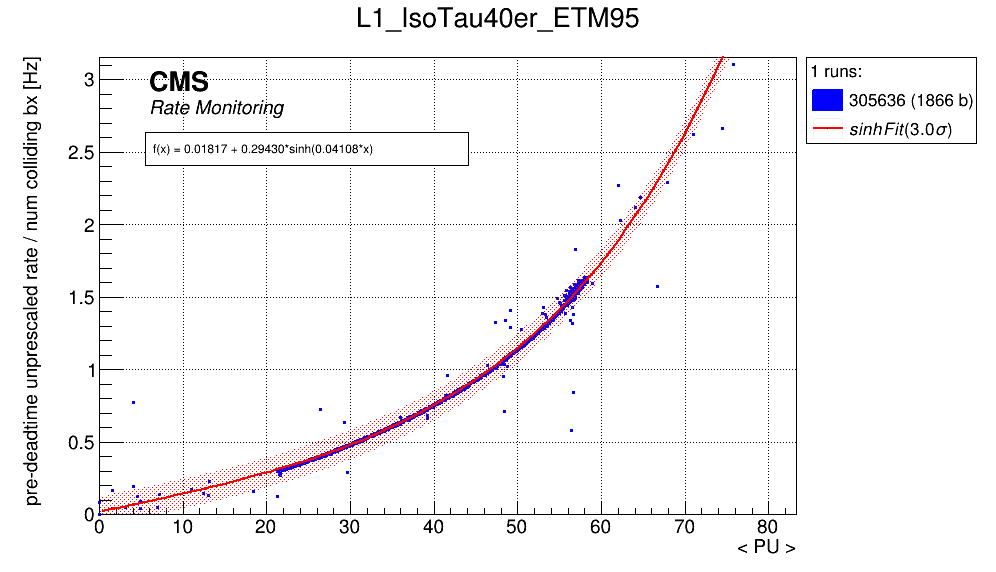 L1_IsoTau40er_ETM95
pre-deadtime unprescaled rate / num colliding bx [Hz]
CMS
Rate Monitoring
f(x) = 0.01817 + 0.29430*sinh(0.04108*x)
3
2.5
2
1.5
1
0.5
0
0 10 20 30 40 50 60 70 80
< PU >
1 runs:
305636 (1866 b)
sinhFit(3.0σ)